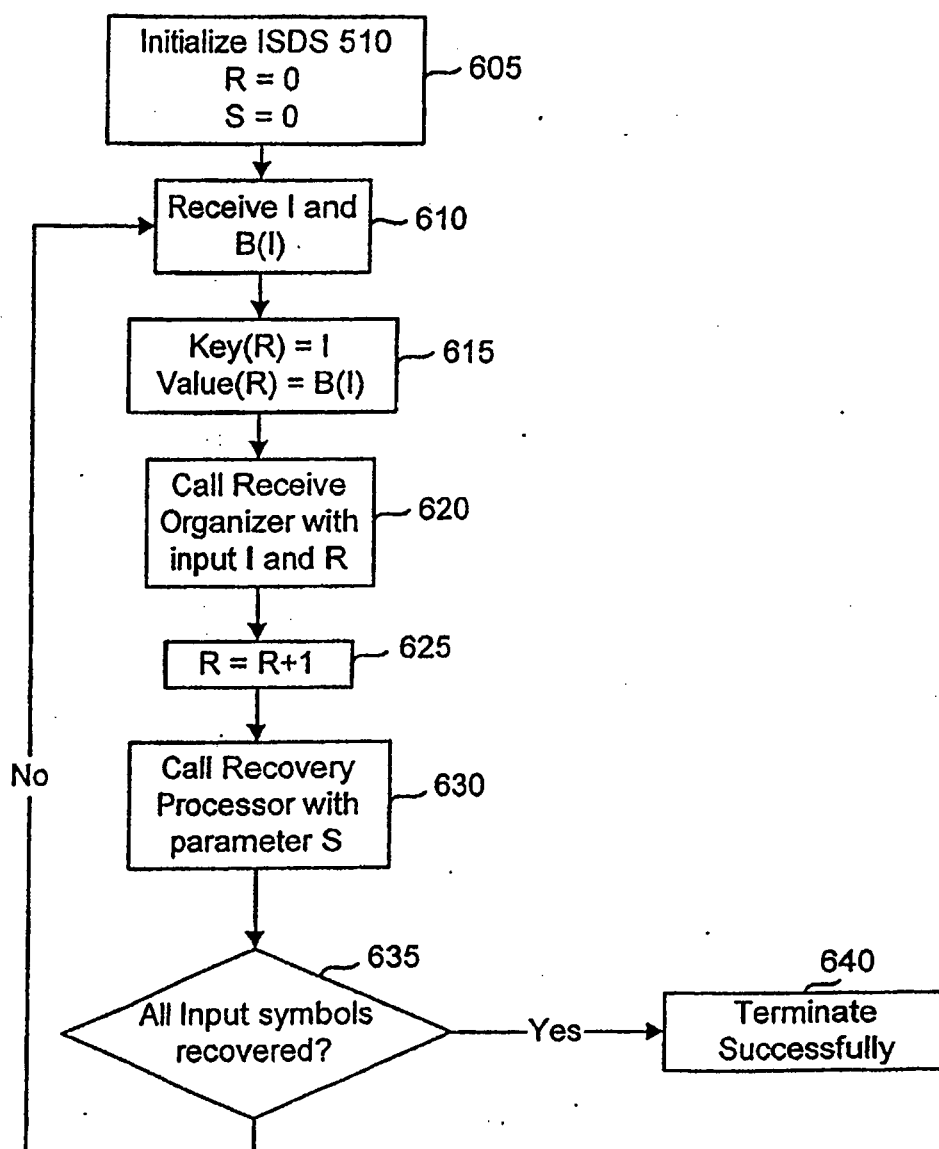 Initialize ISDS 510
R = 0
S = 0
605
Receive I and
B(I)
610
Key(R) = I
Value(R) = B(I)
615
Call Receive
Organizer with
input I and R
620
R = R+1
625
Call Recovery
Processor with
parameter S
630
No
635
All Input symbols
recovered?
Yes
640
Terminate
Successfully